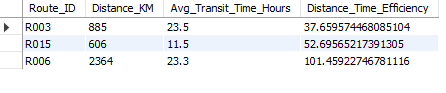 Route_ID Distance_KM Avg_Transit_Time_Hours Distance_Time_Efficiency
R003 885 23.5 37.659574468085104
R015 606 11.5 52.69565217391305
R006 2364 23.3 101.45922746781116